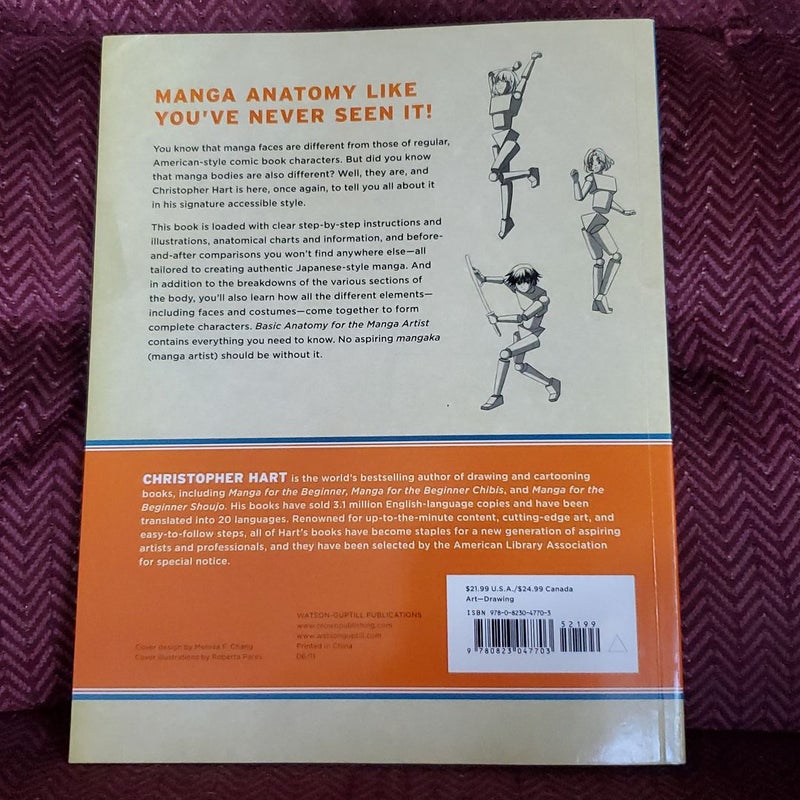 MANGA ANATOMY LIKE
YOU'VE NEVER SEEN IT!
You know that manga faces are different from those of regular,
American-style comic book characters. But did you know
that manga bodies are also different? Well, they are, and
Christopher Hart is here, once again, to tell you all about it
in his signature accessible style.
This book is loaded with clear step-by-step instructions and
illustrations, anatomical charts and information, and before-
and-after comparisons you won't find anywhere else—all
tailored to creating authentic Japanese-style manga. And
in addition to the breakdowns of the various sections of
the body, you'll also learn how all the different elements—
including faces and costumes—come together to form
complete characters. Basic Anatomy for the Manga Artist
contains everything you need to know. No aspiring mangaka
(manga artist) should be without it.
CHRISTOPHER HART is the world's bestselling author of drawing and cartooning
books, including Manga for the Beginner, Manga for the Beginner Chibis, and Manga for the
Beginner Shoujo. His books have sold 3.1 million English-language copies and have been
translated into 20 languages. Renowned for up-to-the-minute content, cutting-edge art, and
easy-to-follow steps, all of Hart's books have become staples for a new generation of aspiring
artists and professionals, and they have been selected by the American Library Association
for special notice.
Cover design by Melissa F. Chang
Cover illustrations by Roberta Pares
WATSON-GUPTILL PUBLICATIONS
www.crownpublishing.com
www.watsonguptill.com
Printed in China
06/11
$21.99 U.S.A./$24.99 Canada
Art—Drawing
ISBN 978-0-8230-4770-3
52199
9 780823 047703